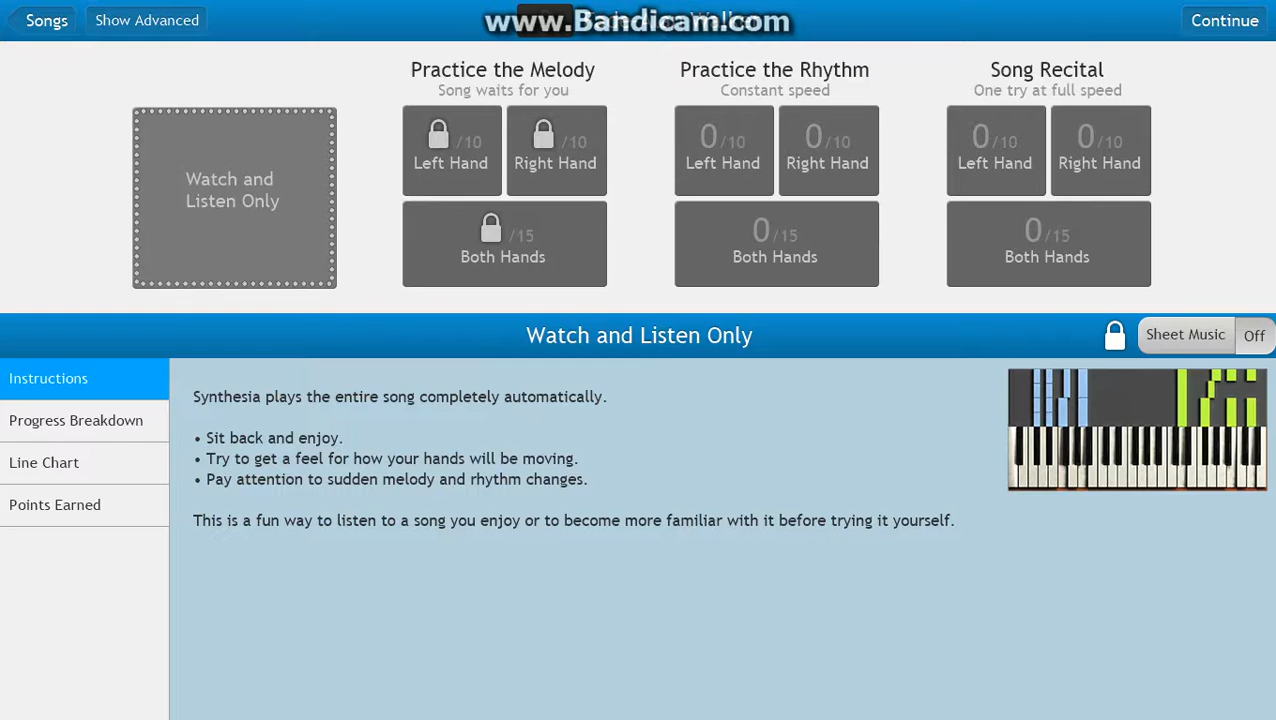 Songs
Show Advanced
www.Bandicam.com
Continue
Practice the Melody
Song waits for you
/10
Left Hand
/10
Right Hand
/15
Both Hands
Practice the Rhythm
Constant speed
0/10
Left Hand
0/10
Right Hand
0/15
Both Hands
Song Recital
One try at full speed
0/10
Left Hand
0/10
Right Hand
0/15
Both Hands
Watch and
Listen Only
Watch and Listen Only
Sheet Music
Off
Instructions
Progress Breakdown
Line Chart
Points Earned
Synthesia plays the entire song completely automatically.
• Sit back and enjoy.
• Try to get a feel for how your hands will be moving.
• Pay attention to sudden melody and rhythm changes.
This is a fun way to listen to a song you enjoy or to become more familiar with it before trying it yourself.